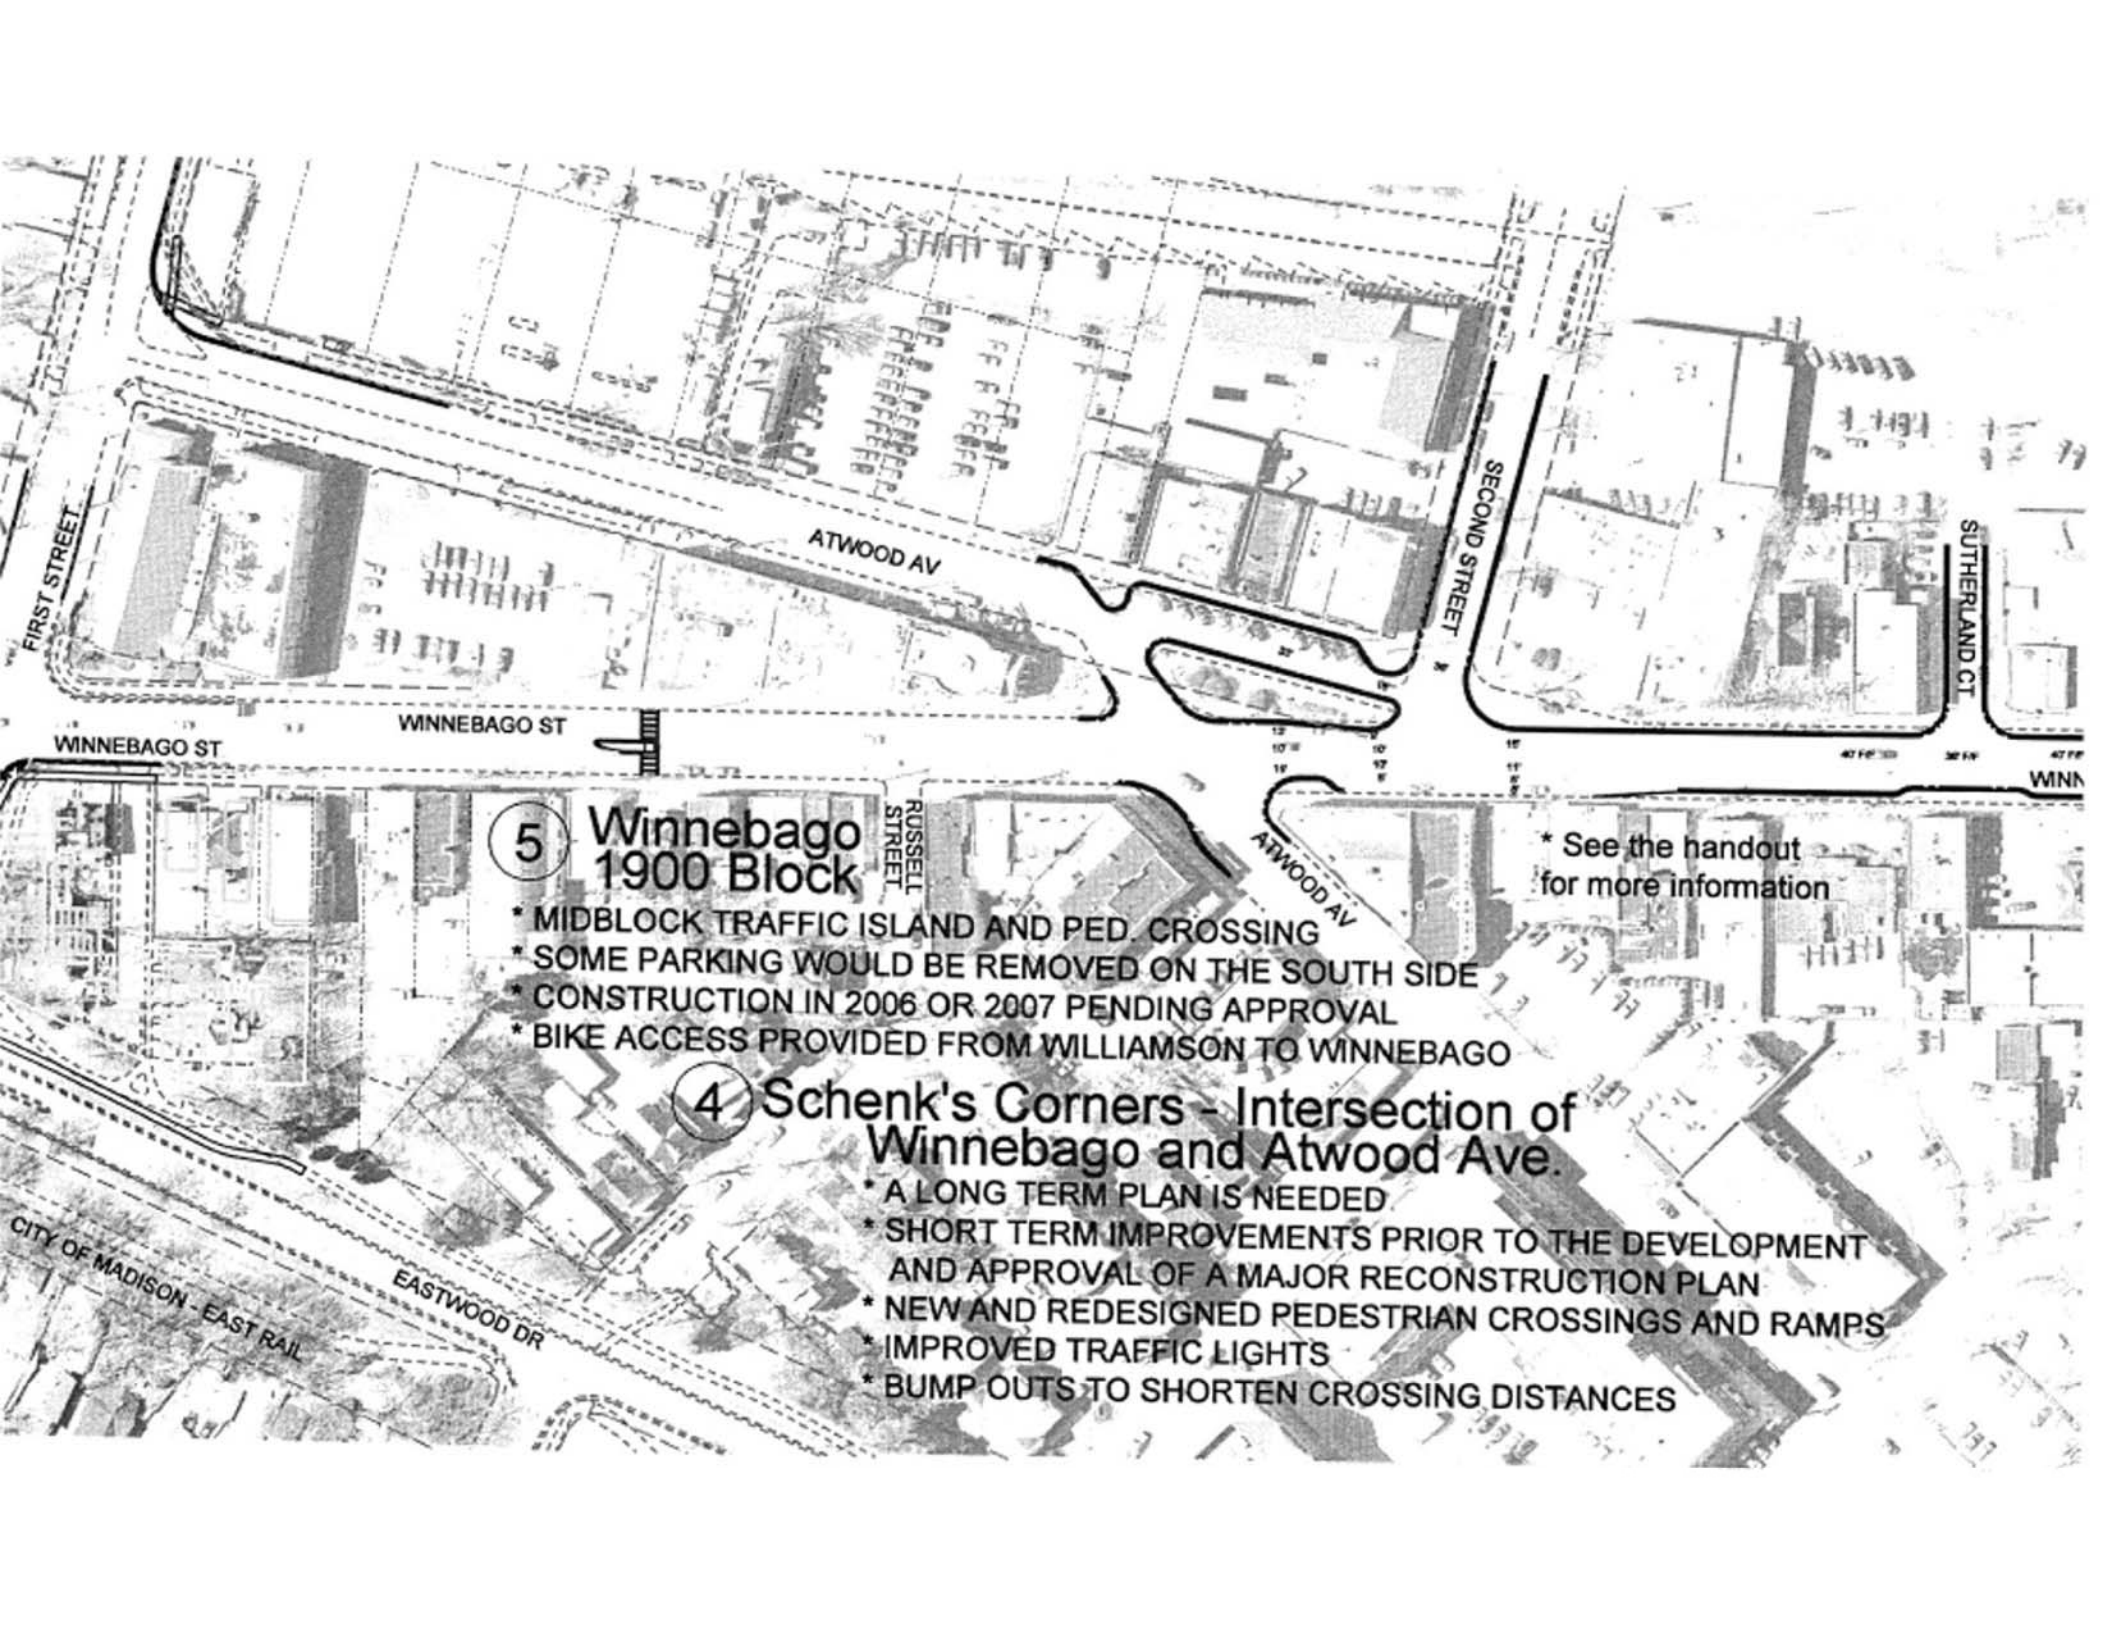 ATWOOD AV
SECOND STREET
SUTHERLAND CT
FIRST STREET
WINNEBAGO ST
WINNEBAGO ST
WINN
RUSSELL
STREET
ATWOOD AV
* See the handout
for more information
5 Winnebago
1900 Block
* MIDBLOCK TRAFFIC ISLAND AND PED. CROSSING
* SOME PARKING WOULD BE REMOVED ON THE SOUTH SIDE
* CONSTRUCTION IN 2006 OR 2007 PENDING APPROVAL
* BIKE ACCESS PROVIDED FROM WILLIAMSON TO WINNEBAGO
4 Schenk's Corners - Intersection of
Winnebago and Atwood Ave.
* A LONG TERM PLAN IS NEEDED
* SHORT TERM IMPROVEMENTS PRIOR TO THE DEVELOPMENT
AND APPROVAL OF A MAJOR RECONSTRUCTION PLAN
* NEW AND REDESIGNED PEDESTRIAN CROSSINGS AND RAMPS
* IMPROVED TRAFFIC LIGHTS
* BUMP OUTS TO SHORTEN CROSSING DISTANCES
CITY OF MADISON - EAST RAIL
EASTWOOD DR